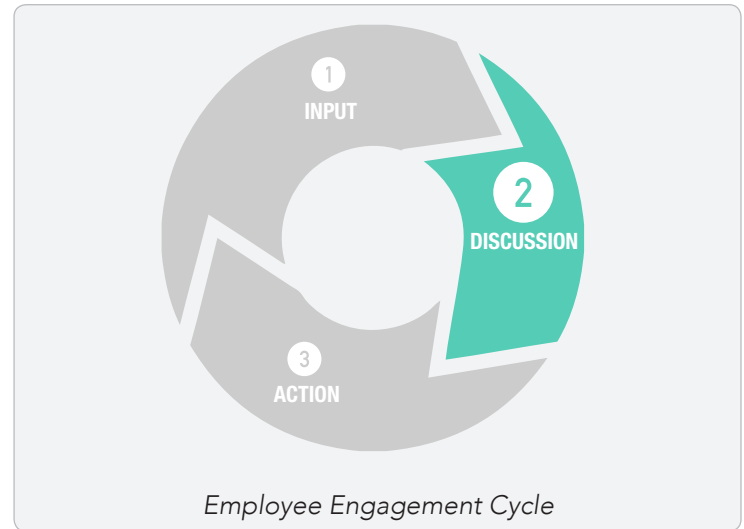 1
INPUT
2
DISCUSSION
3
ACTION
Employee Engagement Cycle